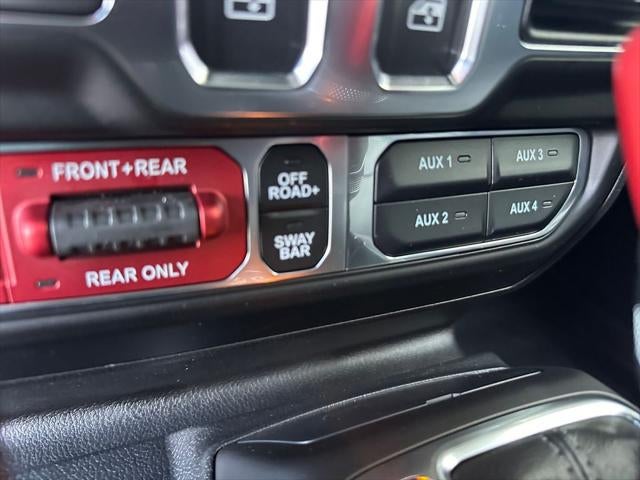 FRONT+REAR
REAR ONLY
OFF
ROAD+
SWAY
BAR
AUX 1
AUX 2
AUX 3
AUX 4